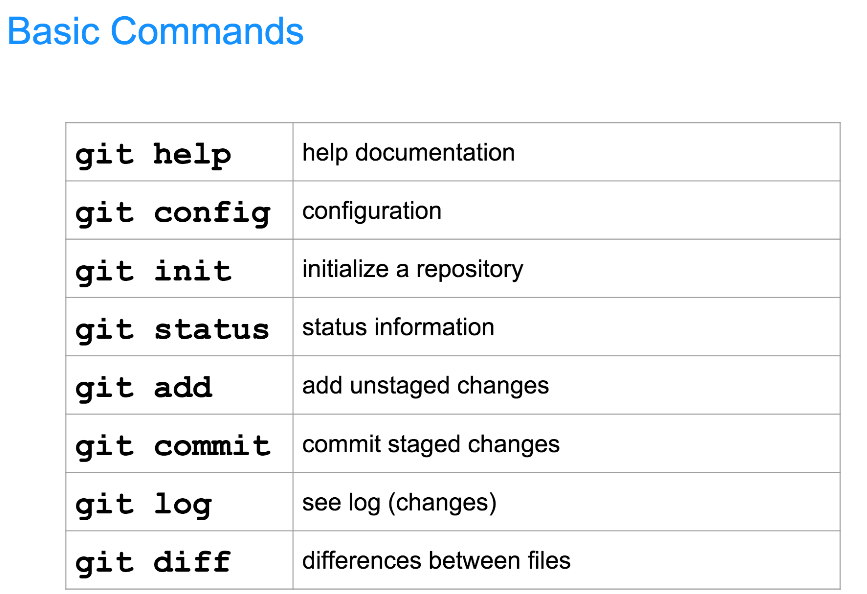 Basic Commands
git help help documentation
git config configuration
git init initialize a repository
git status status information
git add add unstaged changes
git commit commit staged changes
git log see log (changes)
git diff differences between files